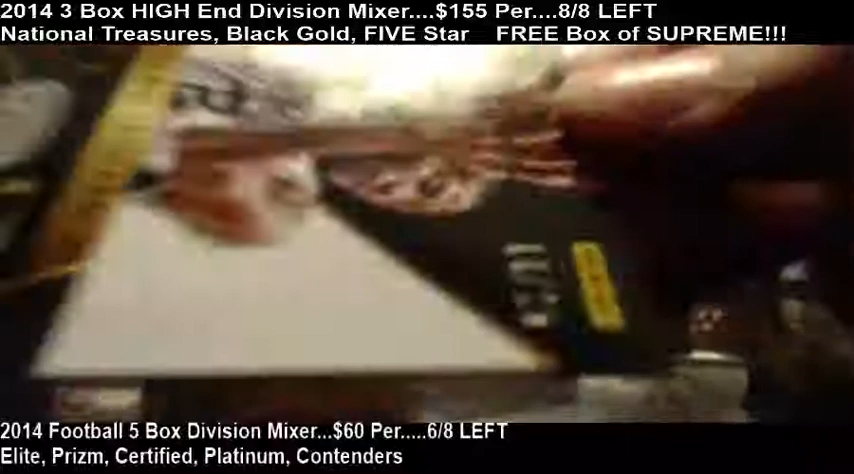 2014 3 Box HIGH End Division Mixer....$155 Per....8/8 LEFT
National Treasures, Black Gold, FIVE Star FREE Box of SUPREME!!!
2014 Football 5 Box Division Mixer...$60 Per.....6/8 LEFT
Elite, Prizm, Certified, Platinum, Contenders